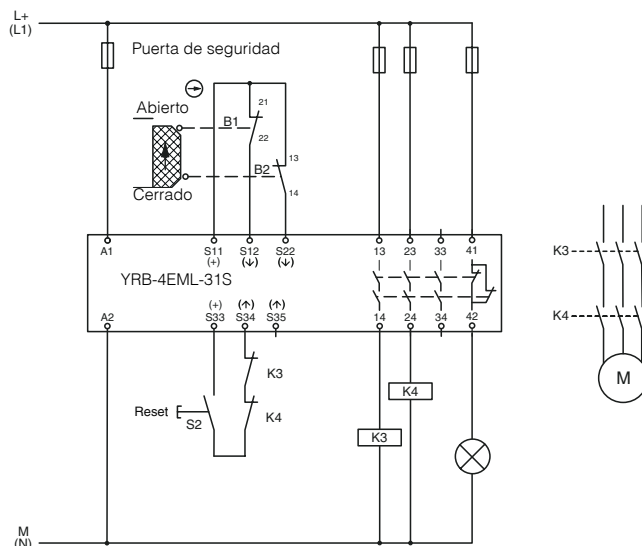 L+
(L1)
Puerta de seguridad
Abierto
21
B1
22
13
B2
14
Cerrado
A1
S11
S12
S22
13
23
33
41
(+)
(↓)
(↓)
YRB-4EML-31S
(+)
(↑)
(↑)
A2
S33
S34
S35
14
24
34
42
K3
K4
K3
K4
Reset
S2
K4
K3
M
M
(N)